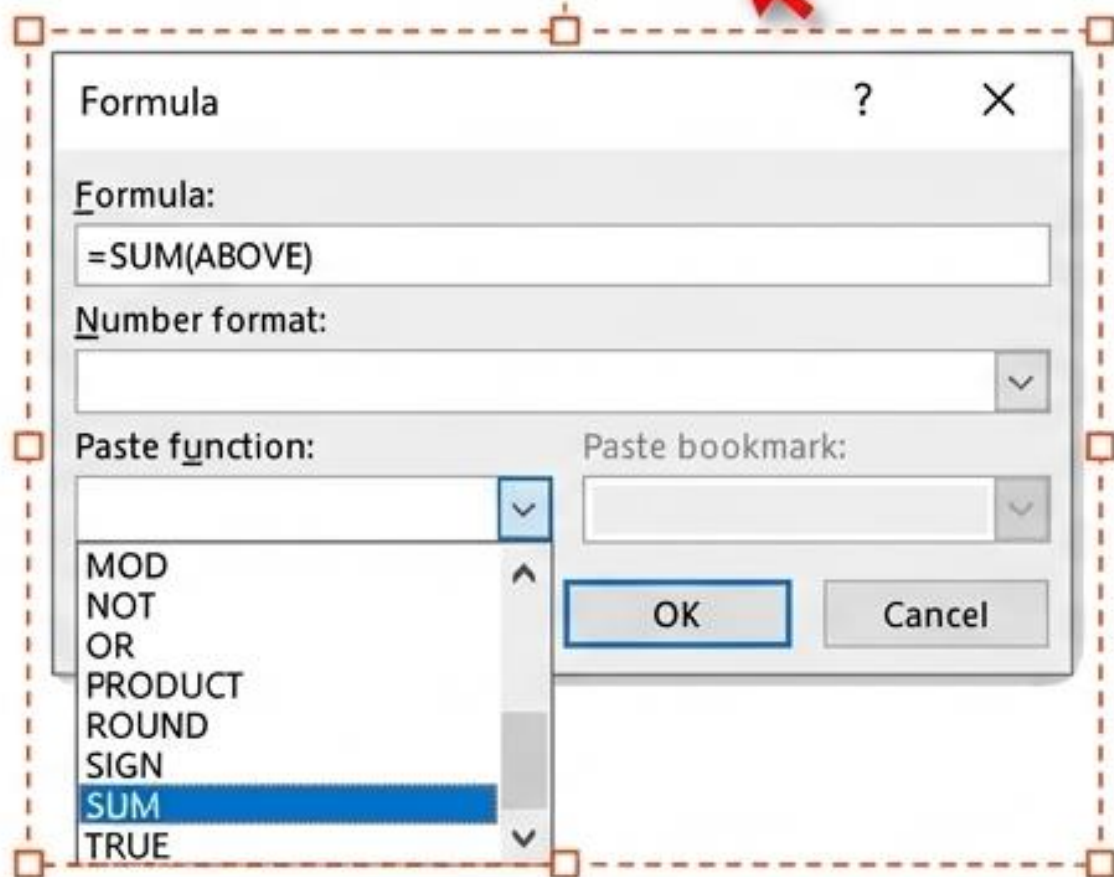 Formula ?
Formula:
=SUM(ABOVE)
Number format:
Paste function: Paste bookmark:
MOD
NOT
OR
PRODUCT
ROUND
SIGN
SUM
TRUE
OK Cancel